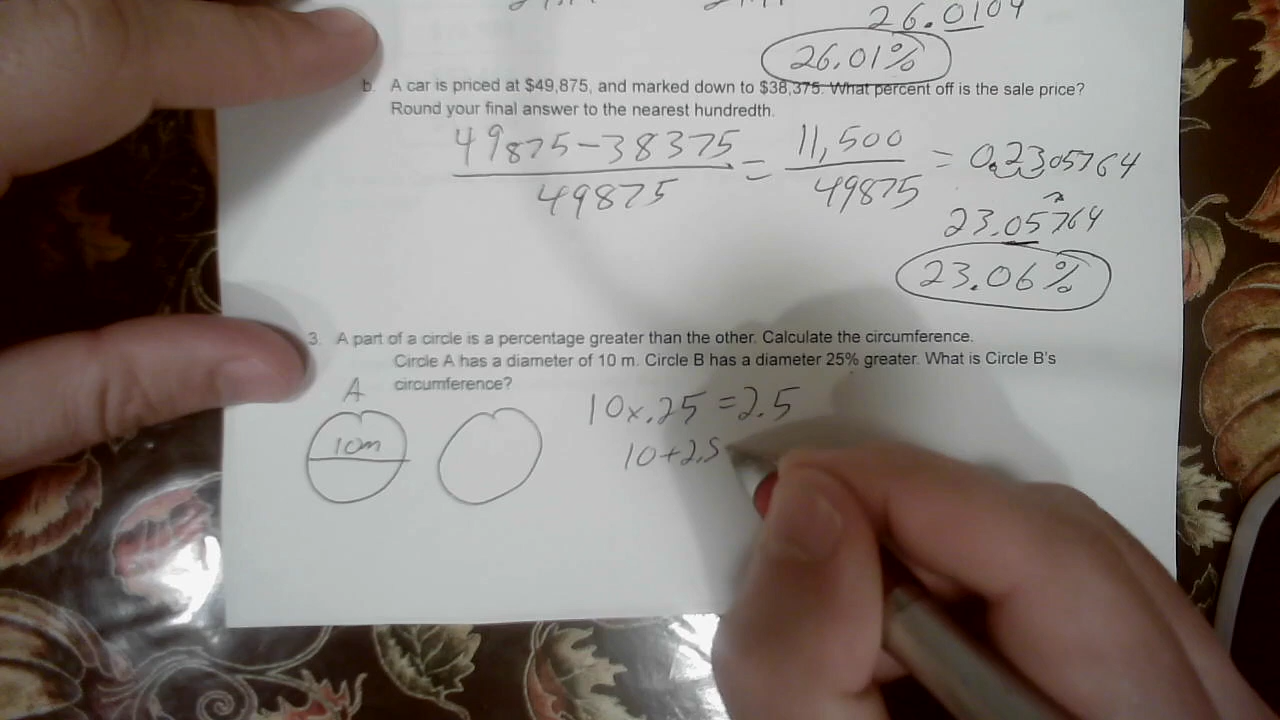 26.0104
26.01%
b. A car is priced at $49,875, and marked down to $38,375. What percent off is the sale price?
Round your final answer to the nearest hundredth.
49875-38375 = 11,500 = 0.2305764
49875 49875
23.05764
23.06%
3. A part of a circle is a percentage greater than the other. Calculate the circumference.
Circle A has a diameter of 10 m. Circle B has a diameter 25% greater. What is Circle B's
circumference?
A
10m
10x.25 =2.5
10+2.5